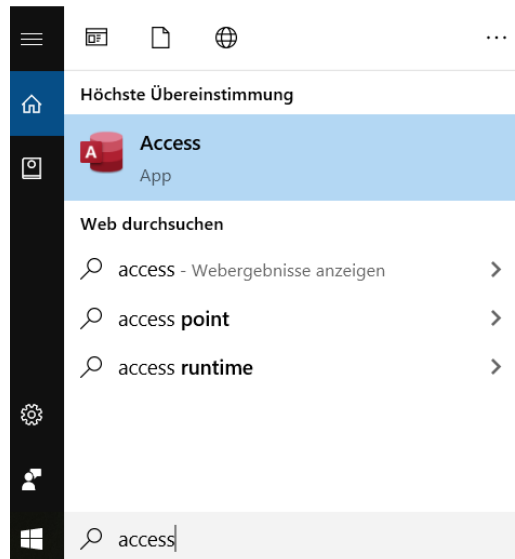 ...
Höchste Übereinstimmung
A
Access
App
Web durchsuchen
access - Webergebnisse anzeigen
access point
access runtime
access